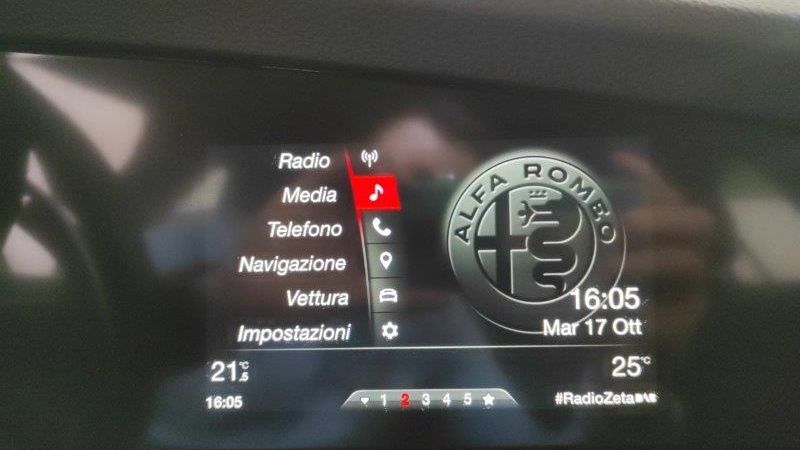 Radio
Media
Telefono
Navigazione
Vettura
Impostazioni
ALFA ROMEO
16:05
Mar 17 Ott
21.5 °C
25°C
16:05
1 2 3 4 5
#RadioZeta DAB